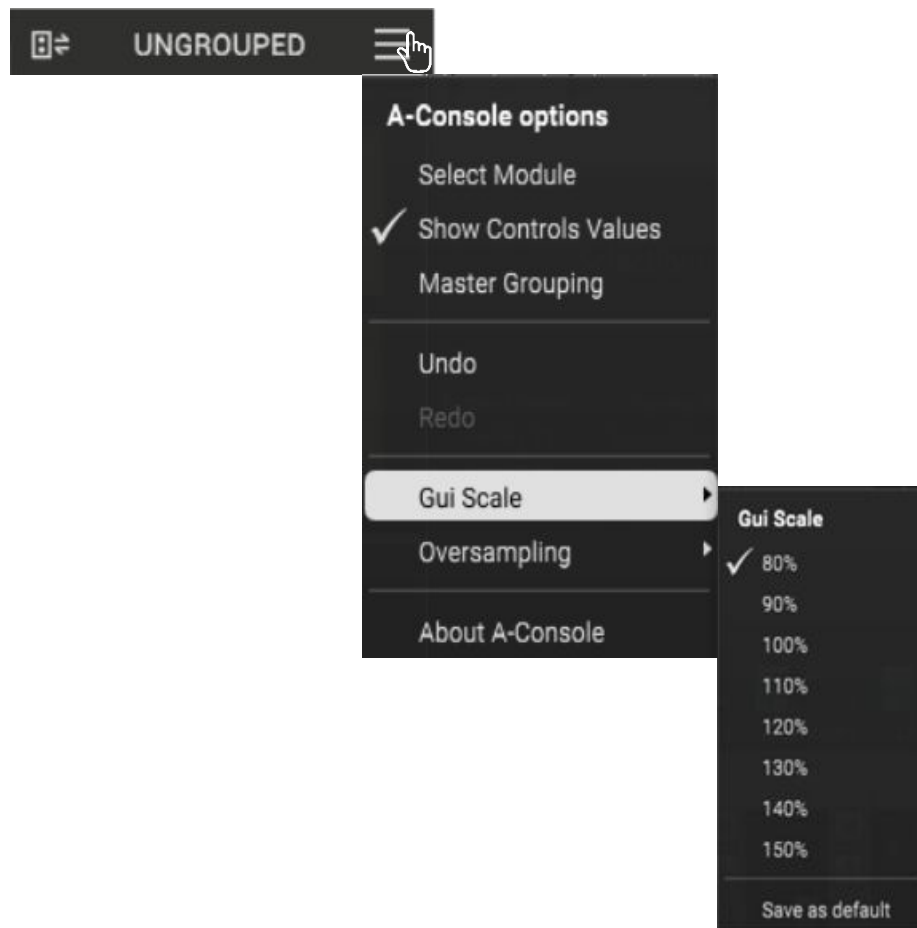 UNGROUPED
A-Console options
Select Module
Show Controls Values
Master Grouping
Undo
Redo
Gui Scale
Oversampling
About A-Console
Gui Scale
80%
90%
100%
110%
120%
130%
140%
150%
Save as default